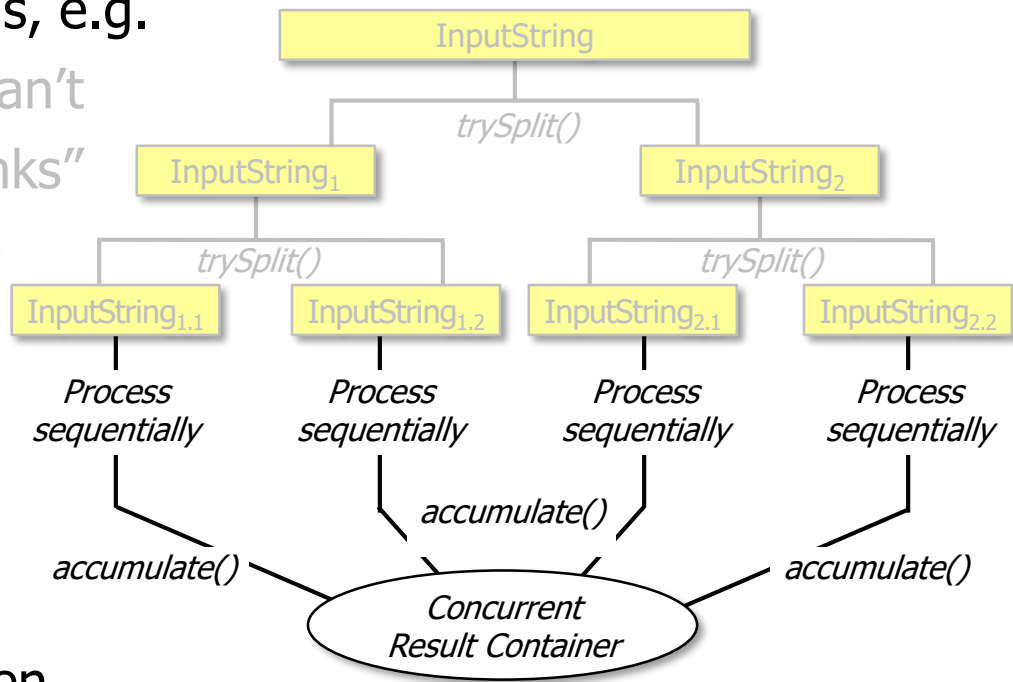 s, e.g.
InputString
an't
trySplit()
nks"
InputString₁
InputString₂
trySplit()
trySplit()
InputString₁.₁
InputString₁.₂
InputString₂.₁
InputString₂.₂
Process
sequentially
Process
sequentially
Process
sequentially
Process
sequentially
accumulate()
accumulate()
accumulate()
Concurrent
Result Container